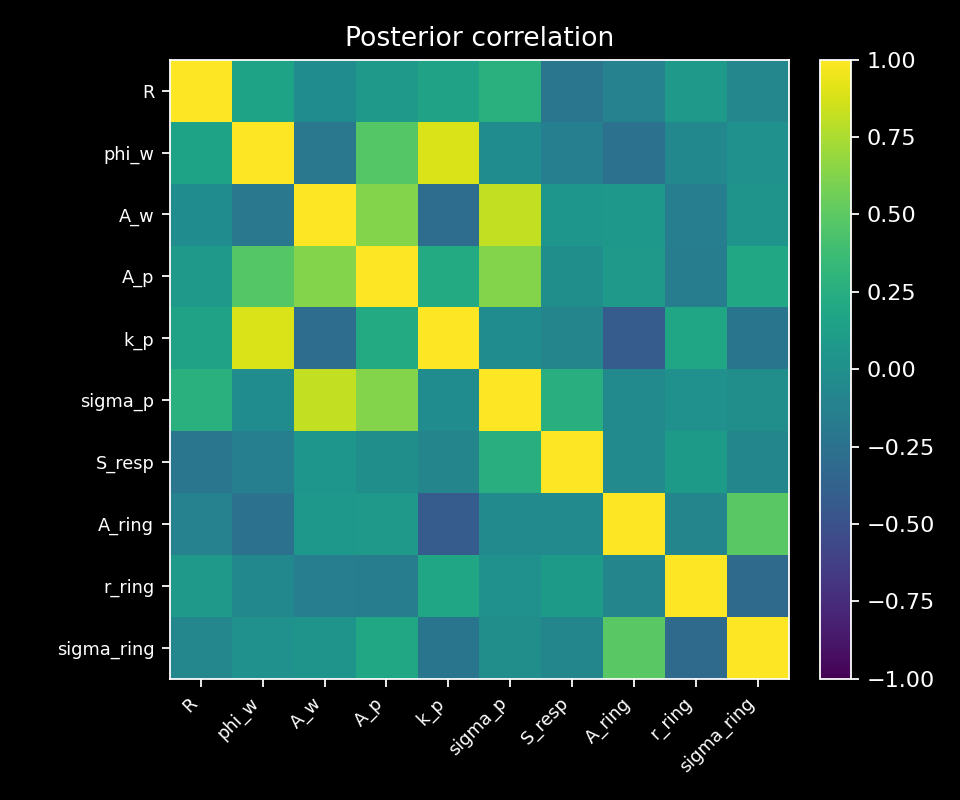 Posterior correlation
R
phi_w
A_w
A_p
k_p
sigma_p
S_resp
A_ring
r_ring
sigma_ring
R
phi_w
A_w
A_p
k_p
sigma_p
S_resp
A_ring
r_ring
sigma_ring
1.00
0.75
0.50
0.25
0.00
−0.25
−0.50
−0.75
−1.00